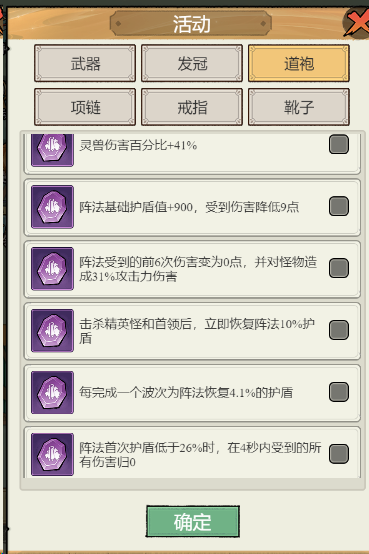 活动
武器
发冠
道袍
项链
戒指
靴子
灵兽伤害百分比+41%
阵法基础护盾值+900，受到伤害降低9点
阵法受到的前6次伤害变为0点，并对怪物造
成31%攻击力伤害
击杀精英怪和首领后，立即恢复阵法10%护
盾
每完成一个波次为阵法恢复4.1%的护盾
阵法首次护盾低于26%时，在4秒内受到的所
有伤害归0
确定